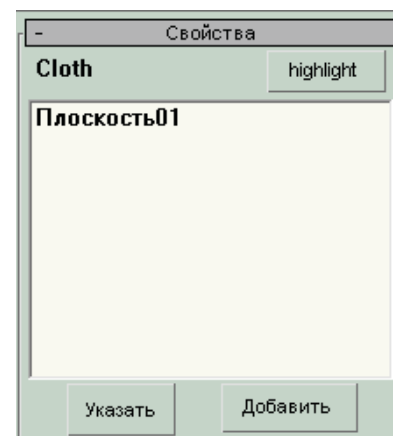 - Свойства
Cloth highlight
Плоскость01
Указать Добавить